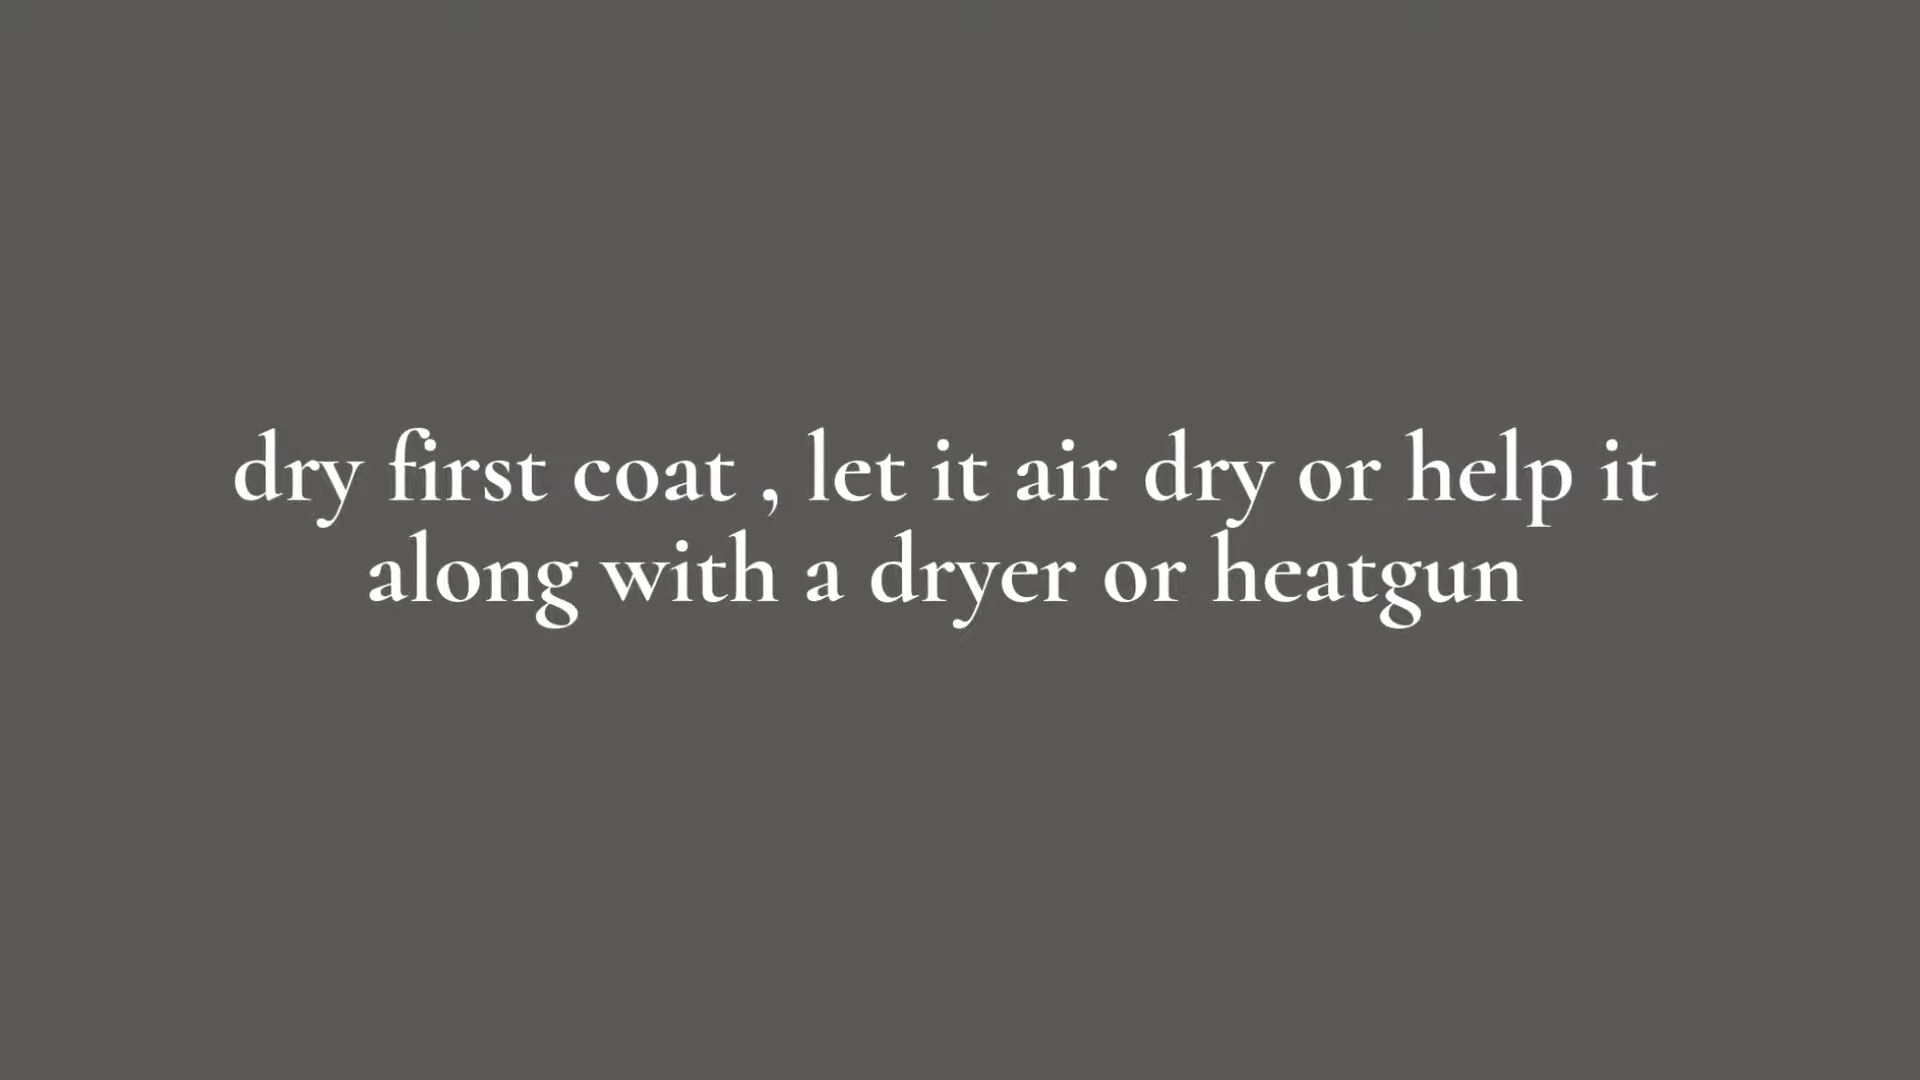 dry first coat , let it air dry or help it
along with a dryer or heatgun